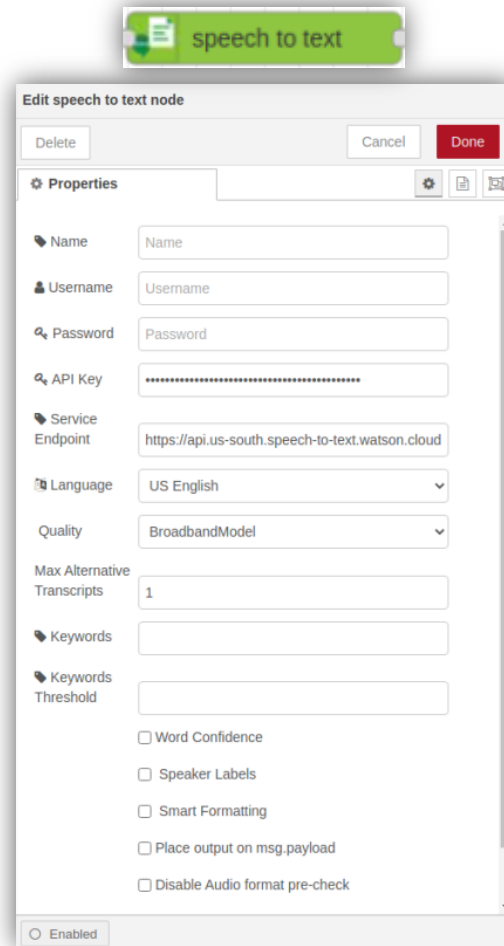 speech to text
Edit speech to text node
Delete
Cancel
Done
Properties
Name
Name
Username
Username
Password
Password
API Key
••••••••••••••••••••••••••••••••••••••••••••
Service
Endpoint
https://api.us-south.speech-to-text.watson.cloud
Language
US English
Quality
BroadbandModel
Max Alternative
Transcripts
1
Keywords
Keywords
Threshold
Word Confidence
Speaker Labels
Smart Formatting
Place output on msg.payload
Disable Audio format pre-check
Enabled